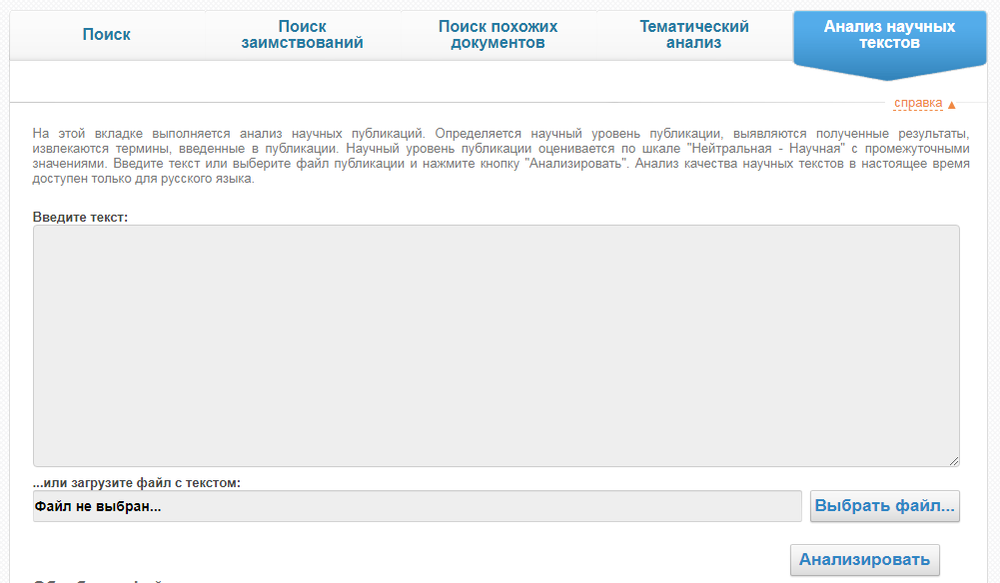 Поиск
Поиск заимствований
Поиск похожих документов
Тематический анализ
Анализ научных текстов
справка ▲
На этой вкладке выполняется анализ научных публикаций. Определяется научный уровень публикации, выявляются полученные результаты,
извлекаются термины, введенные в публикации. Научный уровень публикации оценивается по шкале "Нейтральная - Научная" с промежуточными
значениями. Введите текст или выберите файл публикации и нажмите кнопку "Анализировать". Анализ качества научных текстов в настоящее время
доступен только для русского языка.
Введите текст:
...или загрузите файл с текстом:
Файл не выбран...
Выбрать файл...
Анализировать